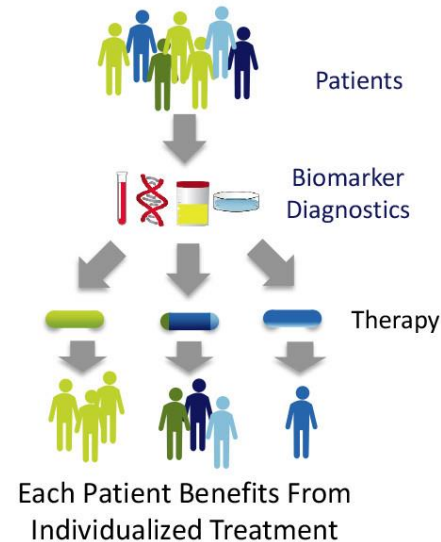 Patients
Biomarker
Diagnostics
Therapy
Each Patient Benefits From
Individualized Treatment